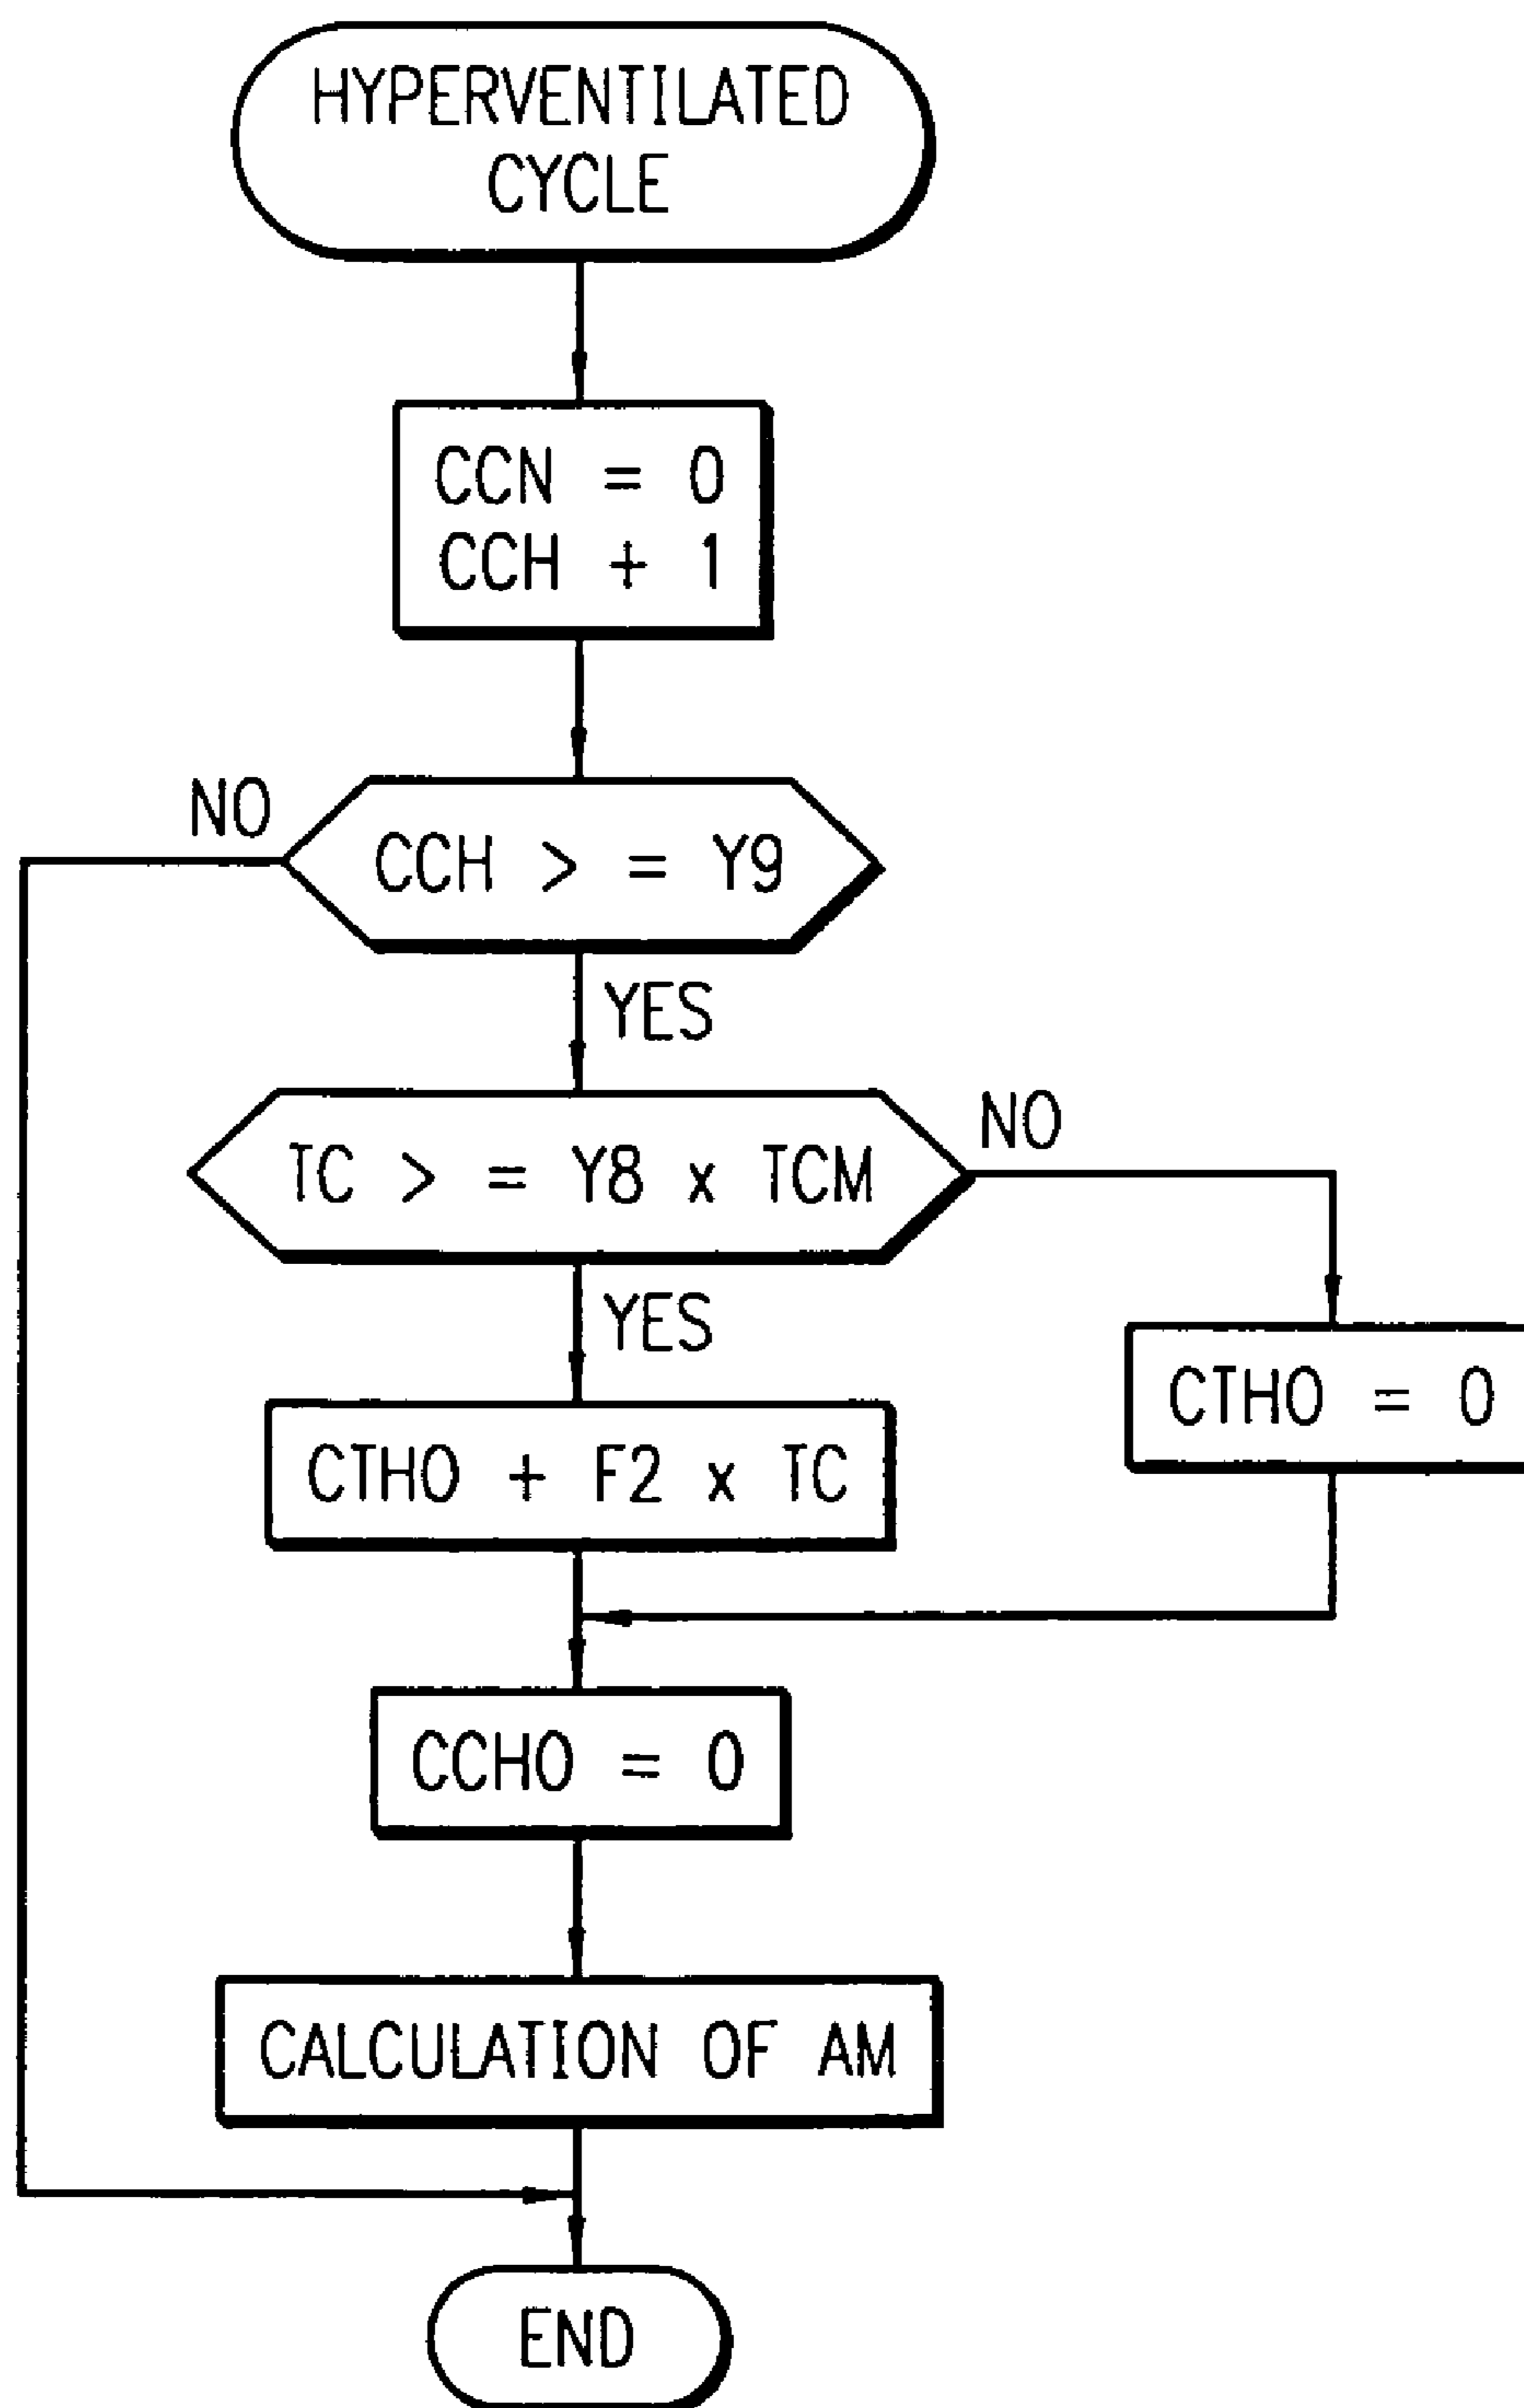 HYPERVENTILATED
CYCLE
CCN = 0
CCH + 1
NO
CCH > = Y9
YES
NO
TC > = Y8 x TCM
YES
CTHO = 0
CTHO + F2 x TC
CCHO = 0
CALCULATION OF AM
END